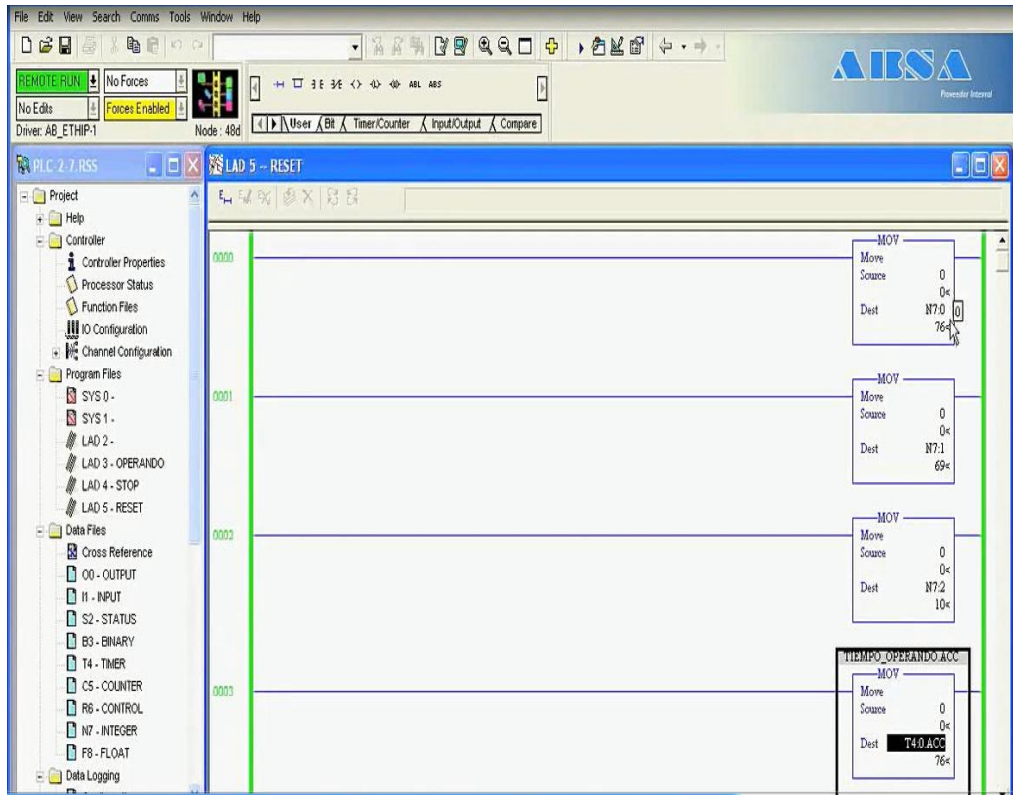 File Edit View Search Comms Tools Window Help
REMOTE RUN No Forces
No Edits Forces Enabled
Driver: AB_ETHIP-1 Node : 48d
ABL ABS
User Bit Timer/Counter Input/Output Compare
ABSA
Proveedor Integral
PLC-2-7.RSS
Project
Help
Controller
Controller Properties
Processor Status
Function Files
IO Configuration
Channel Configuration
Program Files
SYS 0 -
SYS 1 -
LAD 2 -
LAD 3 - OPERANDO
LAD 4 - STOP
LAD 5 - RESET
Data Files
Cross Reference
O0 - OUTPUT
I1 - INPUT
S2 - STATUS
B3 - BINARY
T4 - TIMER
C5 - COUNTER
R6 - CONTROL
N7 - INTEGER
F8 - FLOAT
Data Logging
LAD 5 -- RESET
0000
MOV
Move
Source 0
0<
Dest N7:0 0
76<
0001
MOV
Move
Source 0
0<
Dest N7:1
69<
0002
MOV
Move
Source 0
0<
Dest N7:2
10<
TIEMPO_OPERANDO.ACC
0003
MOV
Move
Source 0
0<
Dest T4:0.ACC
76<